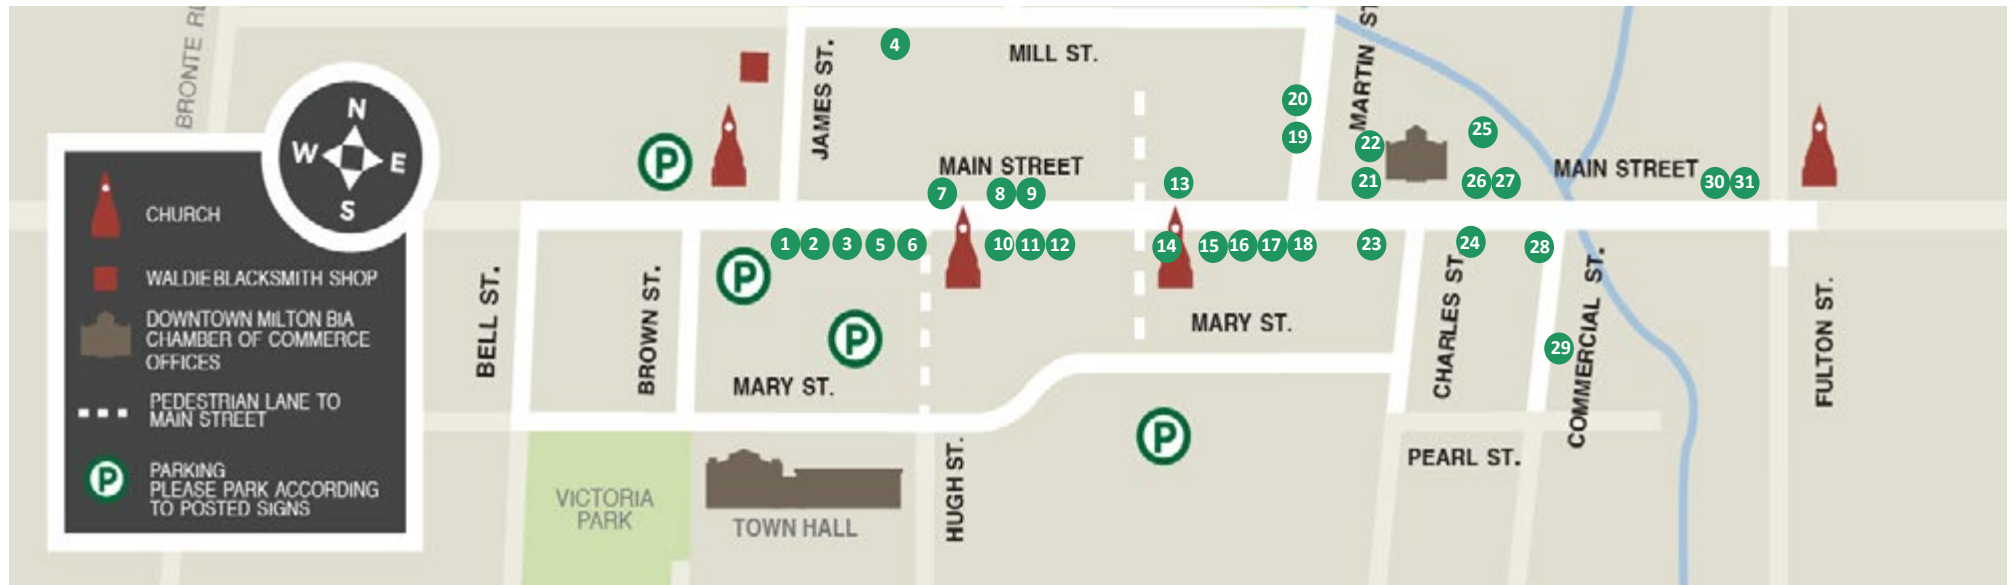 BRONTE RD
N
W E
S
CHURCH
WALDIE BLACKSMITH SHOP
DOWNTOWN MILTON BIA
CHAMBER OF COMMERCE
OFFICES
PEDESTRIAN LANE TO
MAIN STREET
P
PARKING
PLEASE PARK ACCORDING
TO POSTED SIGNS
JAMES ST.
4
MILL ST.
MARTIN ST
20
19
22
25
21
26 27
P
MAIN STREET
7 8 9
13
MAIN STREET
30 31
1 2 3 5 6
10 11 12
14 15 16 17 18
23
24
28
P
P
BELL ST.
BROWN ST.
MARY ST.
MARY ST.
CHARLES ST.
29
COMMERCIAL ST.
FULTON ST.
P
PEARL ST.
VICTORIA
PARK
TOWN HALL
HUGH ST.